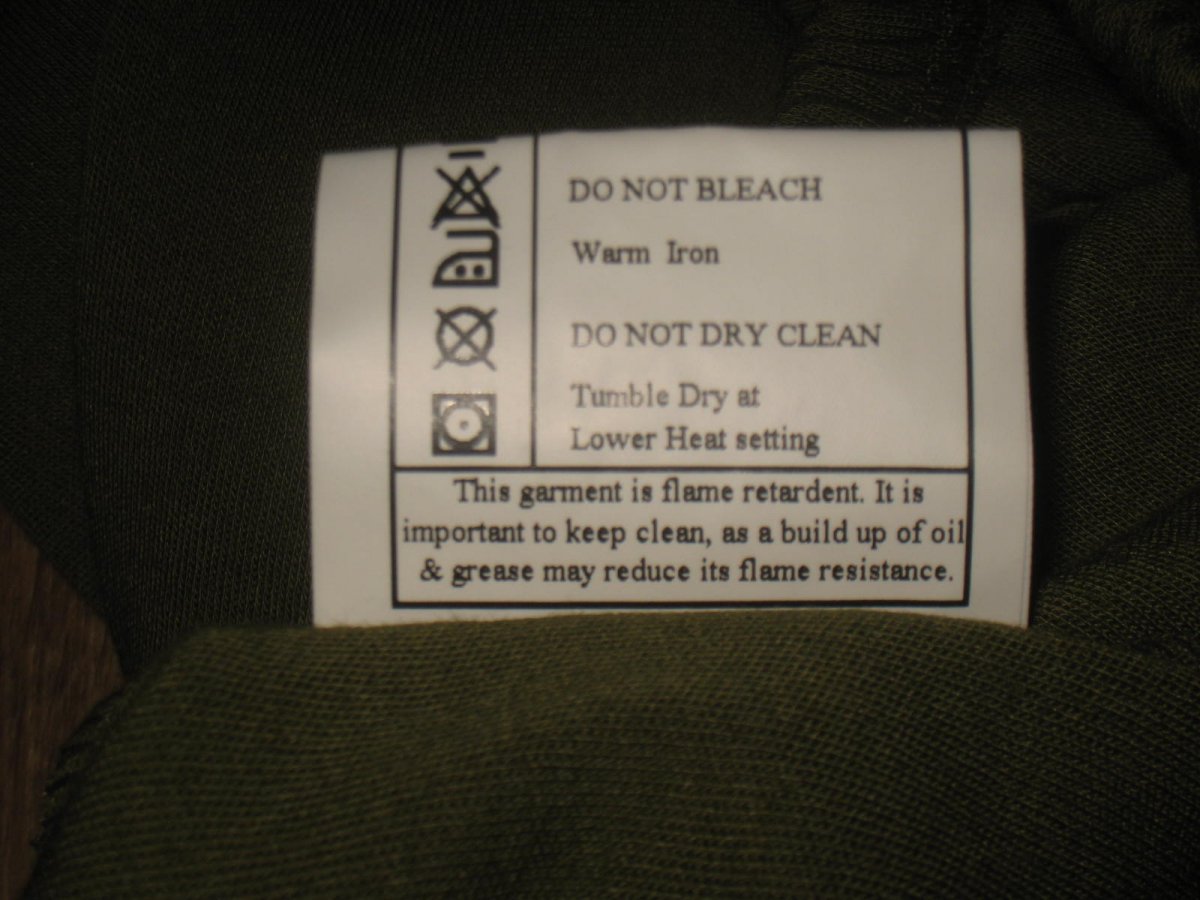 DO NOT BLEACH
Warm Iron
DO NOT DRY CLEAN
Tumble Dry at
Lower Heat setting
This garment is flame retardent. It is
important to keep clean, as a build up of oil
& grease may reduce its flame resistance.